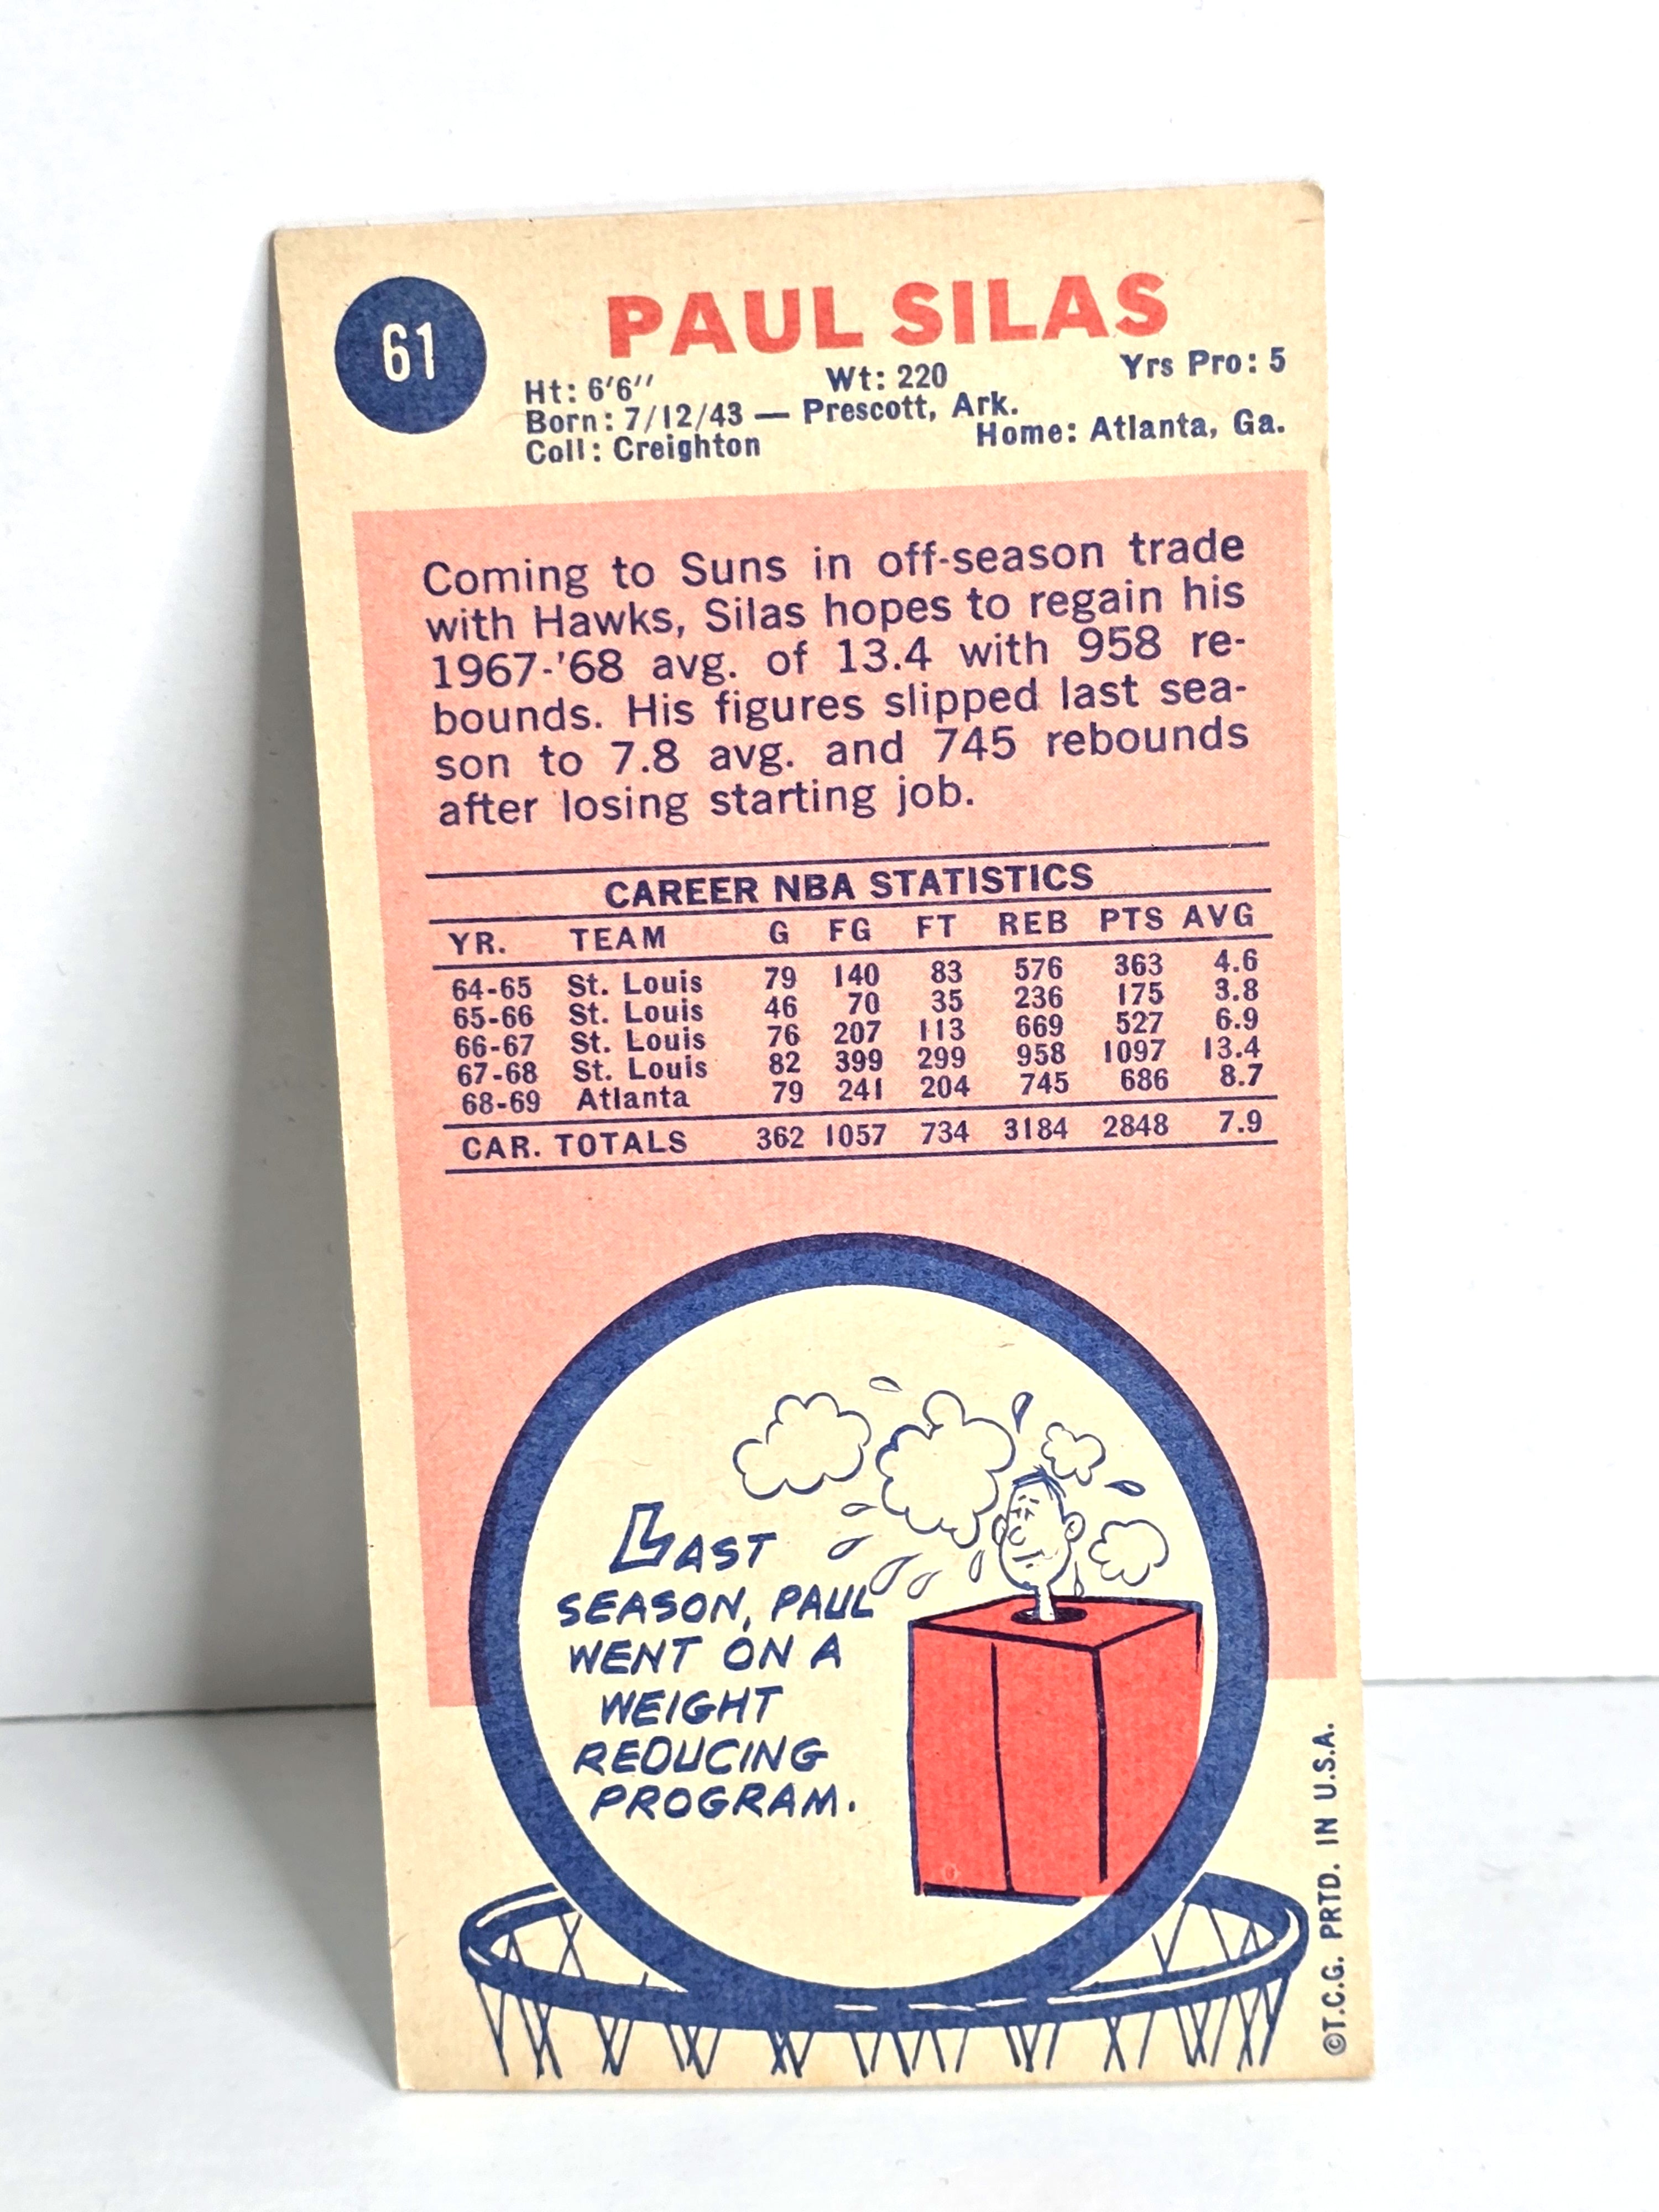 61
PAUL SILAS
Ht: 6'6'' Wt: 220 Yrs Pro: 5
Born: 7/12/43 — Prescott, Ark.
Coll: Creighton Home: Atlanta, Ga.
Coming to Suns in off-season trade
with Hawks, Silas hopes to regain his
1967-'68 avg. of 13.4 with 958 re-
bounds. His figures slipped last sea-
son to 7.8 avg. and 745 rebounds
after losing starting job.
CAREER NBA STATISTICS
YR. TEAM G FG FT REB PTS AVG
64-65 St. Louis 79 140 83 576 363 4.6
65-66 St. Louis 46 70 35 236 175 3.8
66-67 St. Louis 76 207 113 669 527 6.9
67-68 St. Louis 82 399 299 958 1097 13.4
68-69 Atlanta 79 241 204 745 686 8.7
CAR. TOTALS 362 1057 734 3184 2848 7.9
LAST
SEASON, PAUL
WENT ON A
WEIGHT
REDUCING
PROGRAM.
©T.C.G. PRTD. IN U.S.A.